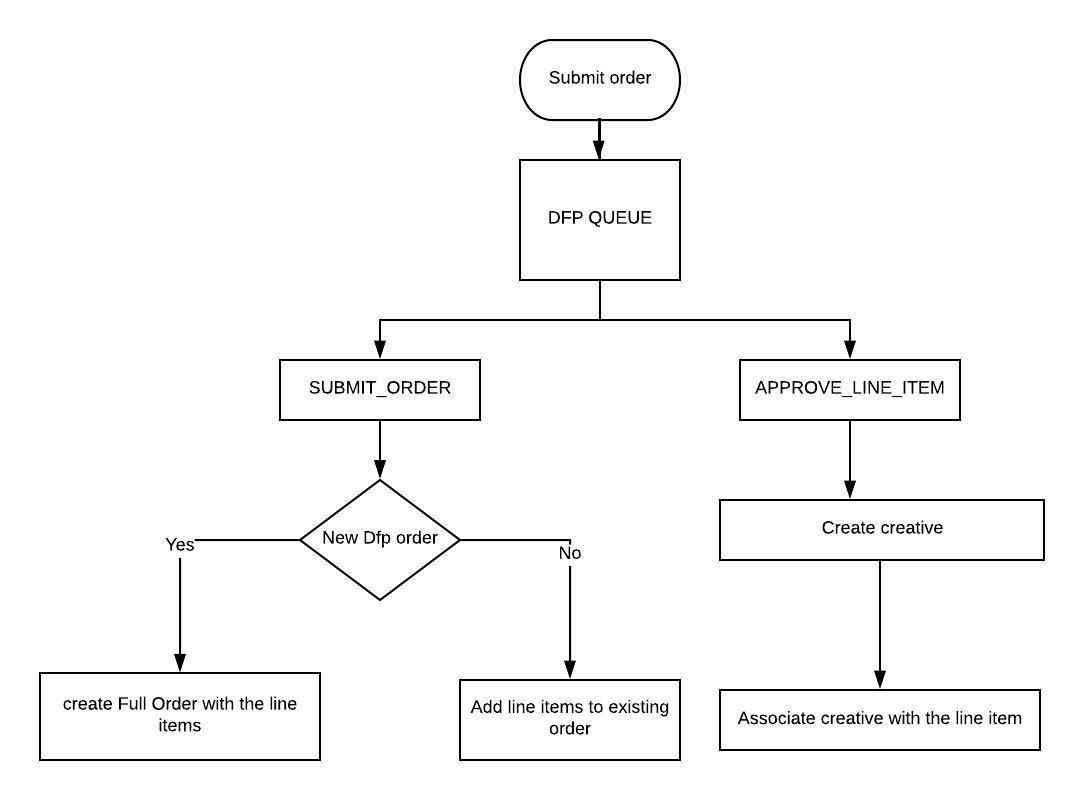 Submit order
DFP QUEUE
SUBMIT_ORDER
APPROVE_LINE_ITEM
New Dfp order
Yes
No
Create creative
create Full Order with the line
items
Add line items to existing
order
Associate creative with the line item